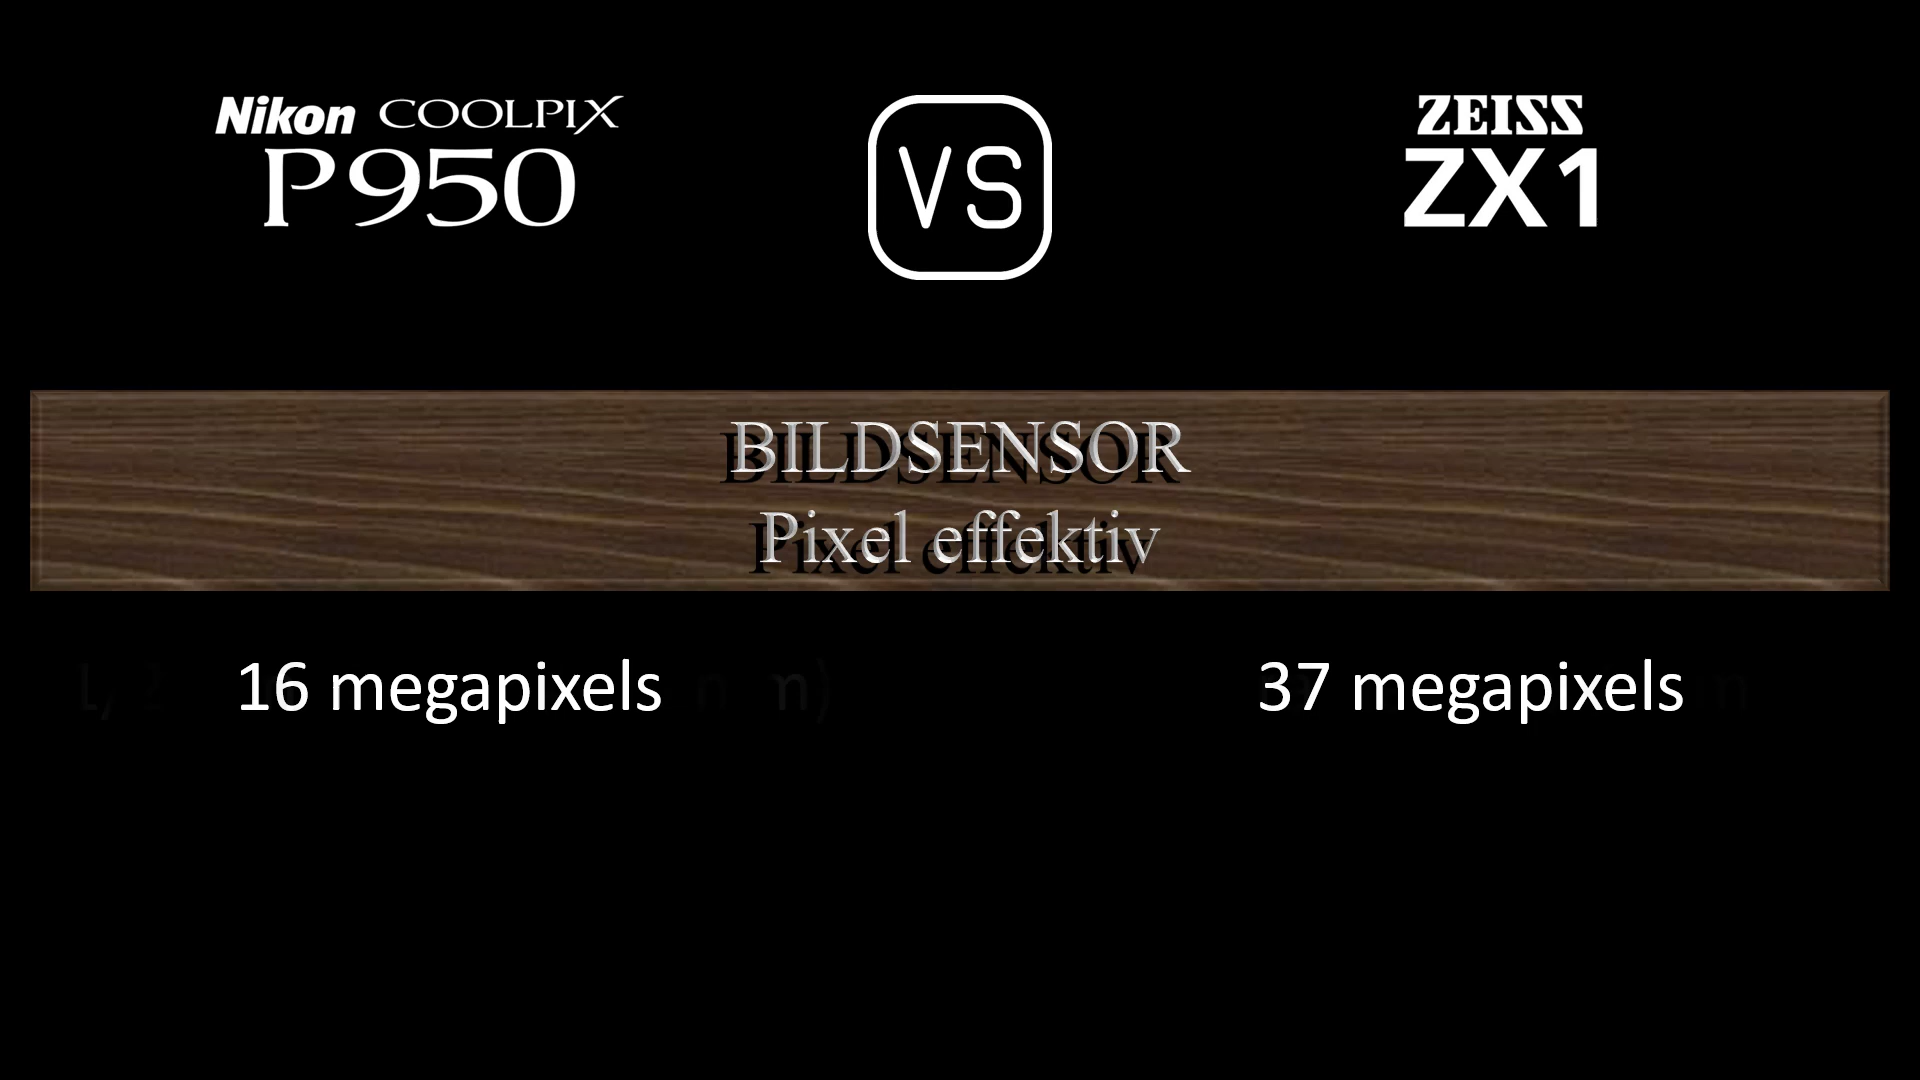 Nikon COOLPIX
P950
VS
ZEISS
ZX1
BILDSENSOR
Pixel effektiv
16 megapixels
37 megapixels